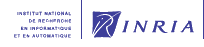 INSTITUT NATIONAL
DE RECHERCHE
EN INFORMATIQUE
ET EN AUTOMATIQUE
INRIA